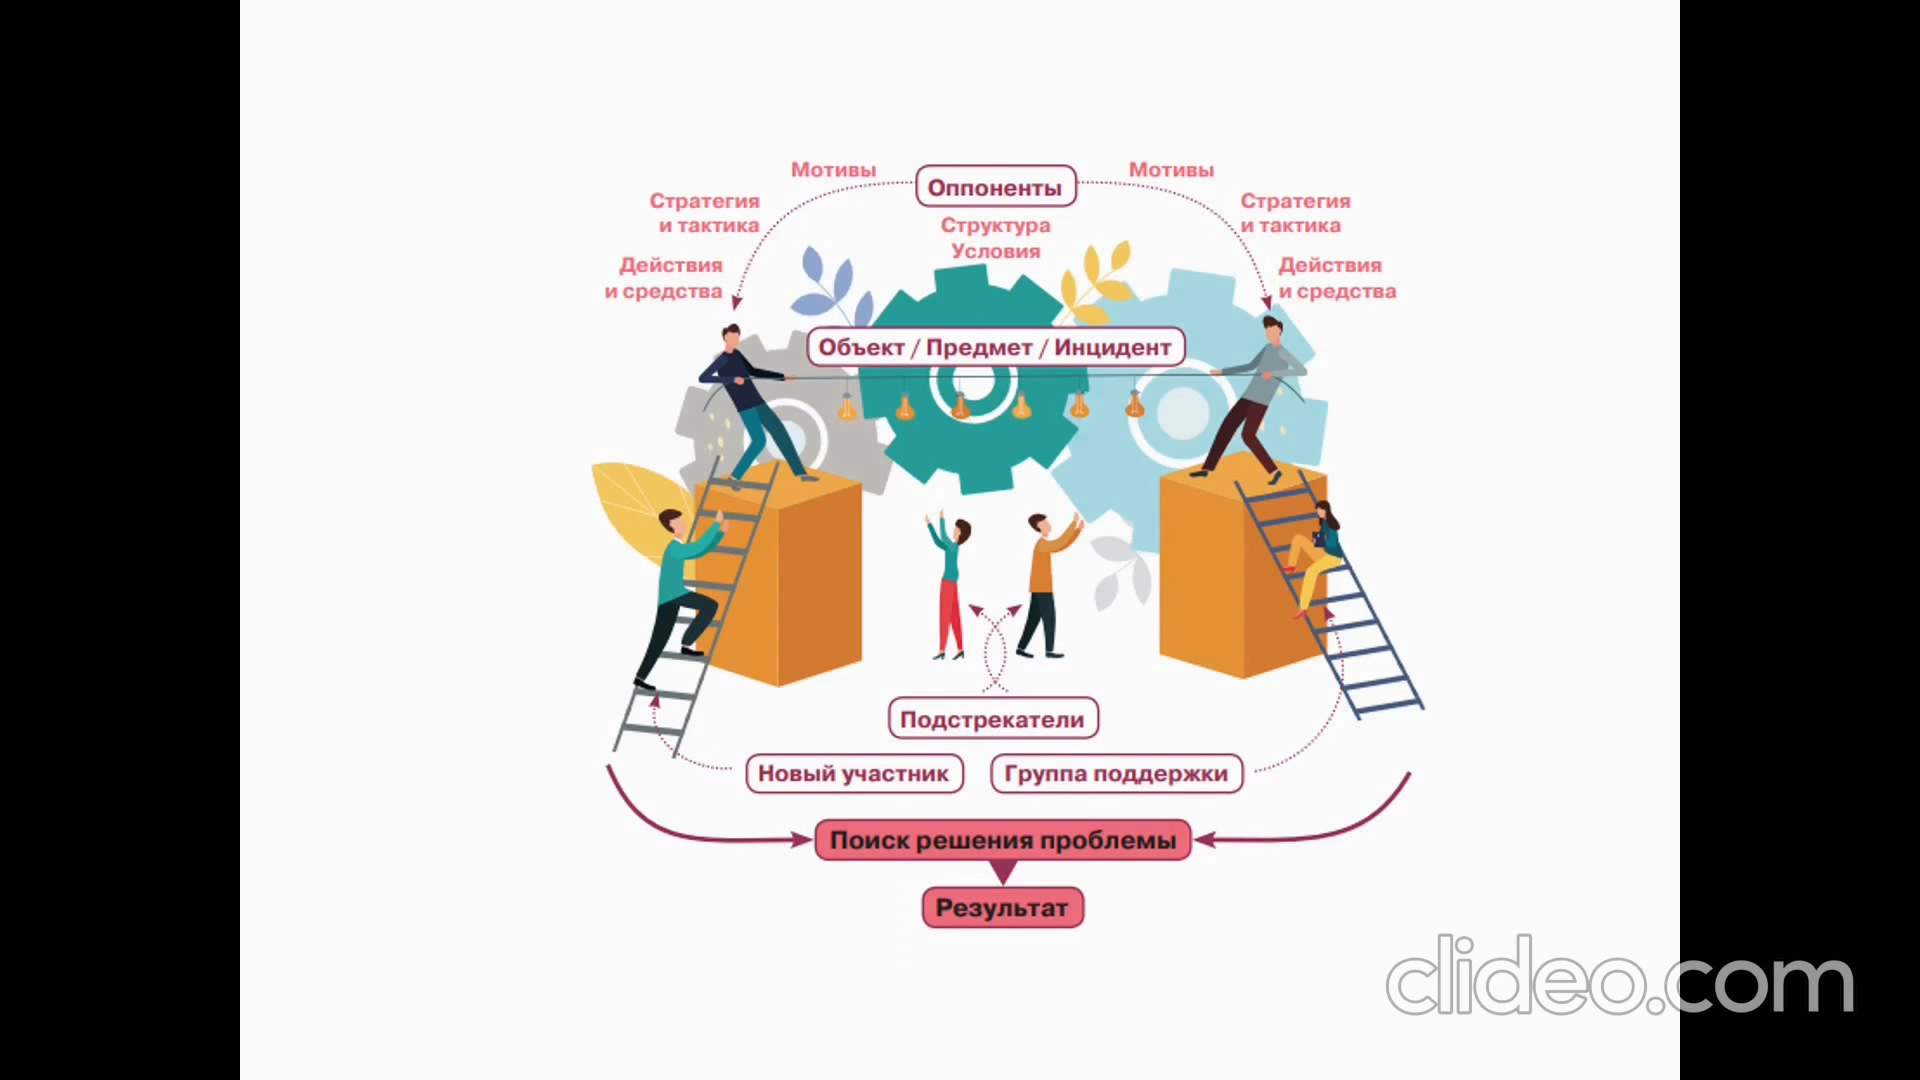 Мотивы
Оппоненты
Мотивы
Стратегия
и тактика
Структура
Условия
Стратегия
и тактика
Действия
и средства
Действия
и средства
Объект / Предмет / Инцидент
Подстрекатели
Новый участник
Группа поддержки
Поиск решения проблемы
Результат
clideo.com